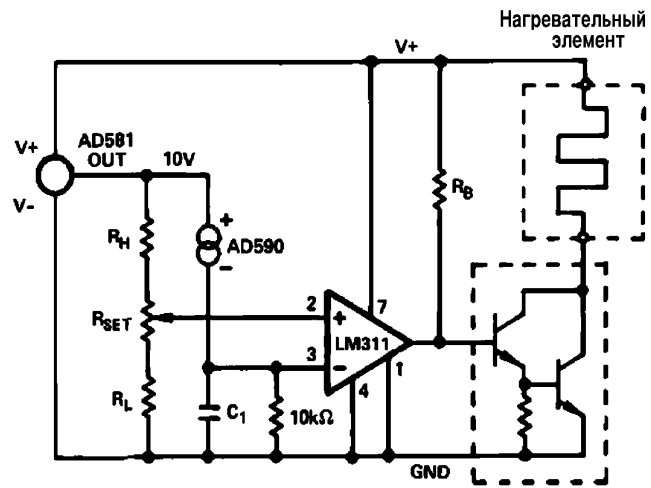 Нагревательный
элемент
V+
V+
AD581
OUT
10V
V-
R_H
+
AD590
-
R_B
R_SET
2
+
7
LM311
3
-
1
4
R_L
C_1
10kΩ
GND